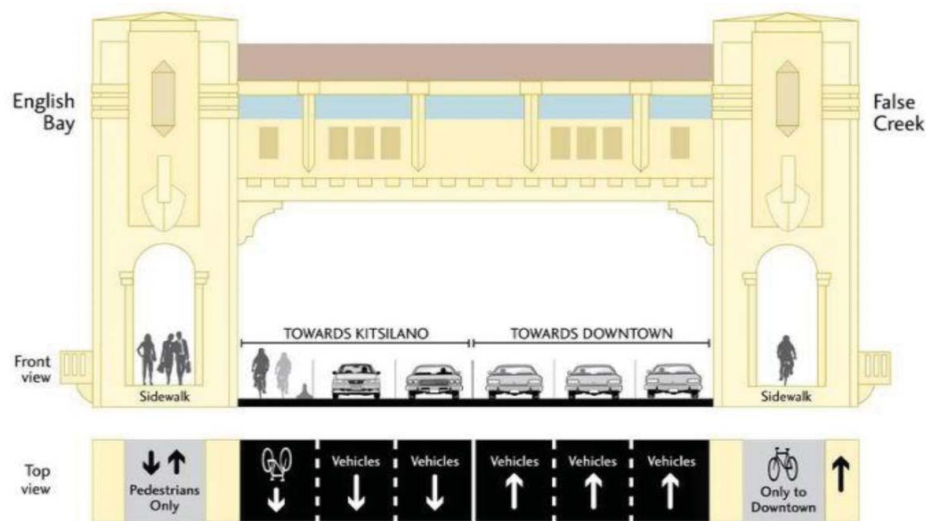 English
Bay
False
Creek
TOWARDS KITSILANO
TOWARDS DOWNTOWN
Front
view
Sidewalk
Sidewalk
Top
view
Pedestrians
Only
Vehicles
Vehicles
Vehicles
Vehicles
Vehicles
Only to
Downtown